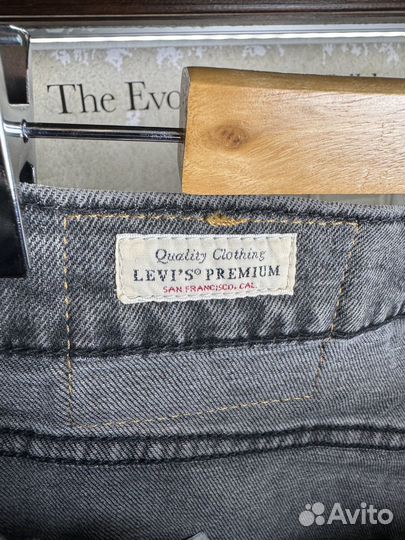 The Evo
Quality Clothing
LEVI'S® PREMIUM
SAN FRANCISCO, CAL.
Avito